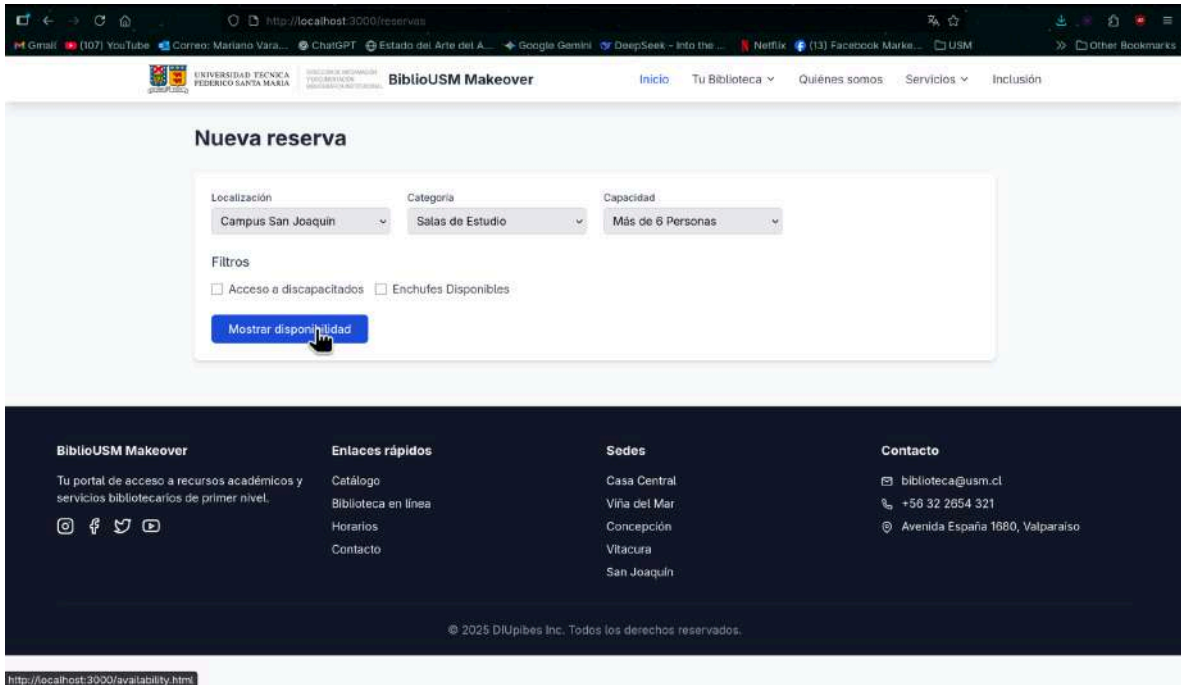 http://localhost:3000/reservas
Gmail (107) YouTube Correo: Mariano Vara... ChatGPT Estado del Arte del A... Google Gemini DeepSeek - Into the ... Netflix (13) Facebook Marke... USM Other Bookmarks
UNIVERSIDAD TECNICA
FEDERICO SANTA MARIA
BiblioUSM Makeover Inicio Tu Biblioteca Quiénes somos Servicios Inclusión
Nueva reserva
Localización Categoría Capacidad
Campus San Joaquín Salas de Estudio Más de 6 Personas
Filtros
Acceso a discapacitados Enchufes Disponibles
Mostrar disponibilidad
BiblioUSM Makeover
Tu portal de acceso a recursos académicos y
servicios bibliotecarios de primer nivel.
Enlaces rápidos
Catálogo
Biblioteca en línea
Horarios
Contacto
Sedes
Casa Central
Viña del Mar
Concepción
Vitacura
San Joaquín
Contacto
biblioteca@usm.cl
+56 32 2654 321
Avenida España 1680, Valparaíso
© 2025 DIUpibes Inc. Todos los derechos reservados.
http://localhost:3000/availability.html